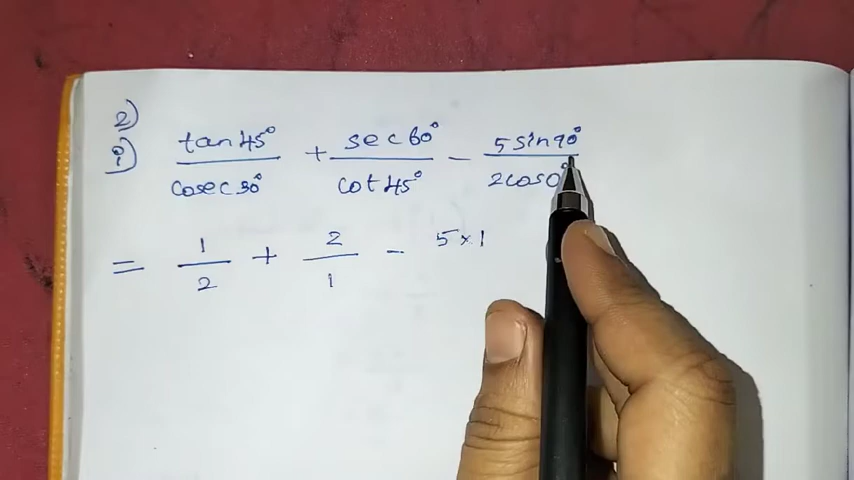 2)
i) tan45° / cosec30° + sec60° / cot45° - 5sin90° / 2cos0°
= 1/2 + 2/1 - 5×1